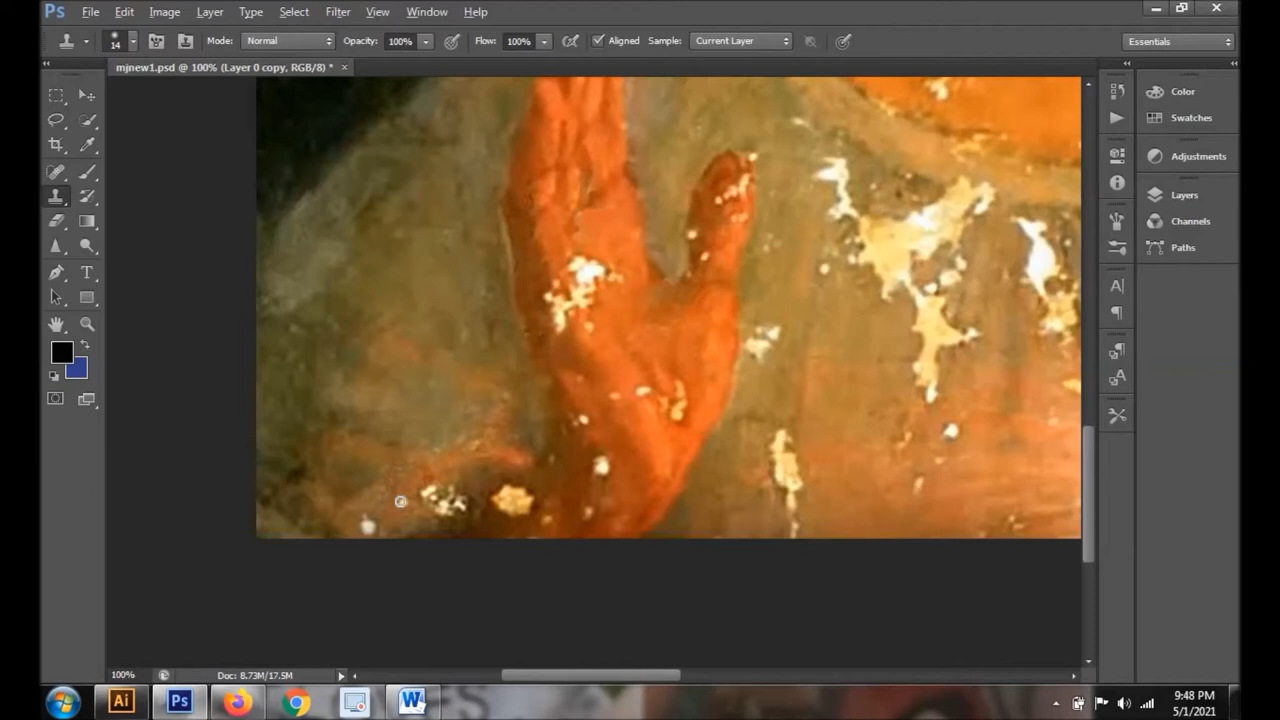 Ps File Edit Image Layer Type Select Filter View Window Help
14 Mode: Normal Opacity: 100% Flow: 100% Aligned Sample: Current Layer Essentials
mjnew1.psd @ 100% (Layer 0 copy, RGB/8) * ×
Color
Swatches
Adjustments
Layers
Channels
Paths
100% Doc: 8.73M/17.5M
Ai Ps W 9:48 PM
5/1/2021